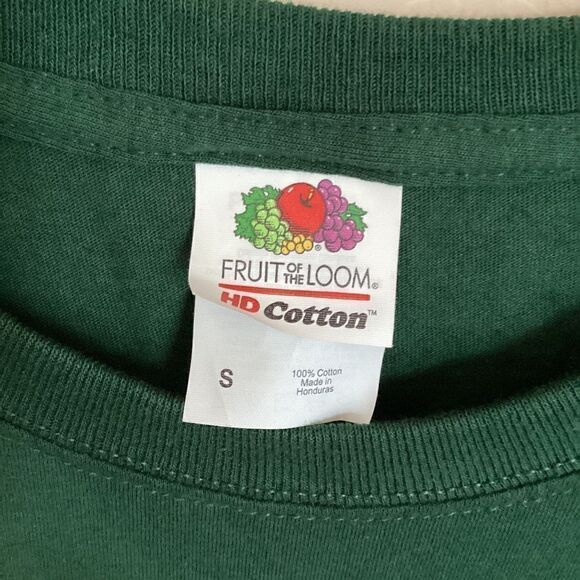 FRUIT OF THE LOOM®
HD Cotton™
S
100% Cotton
Made in
Honduras